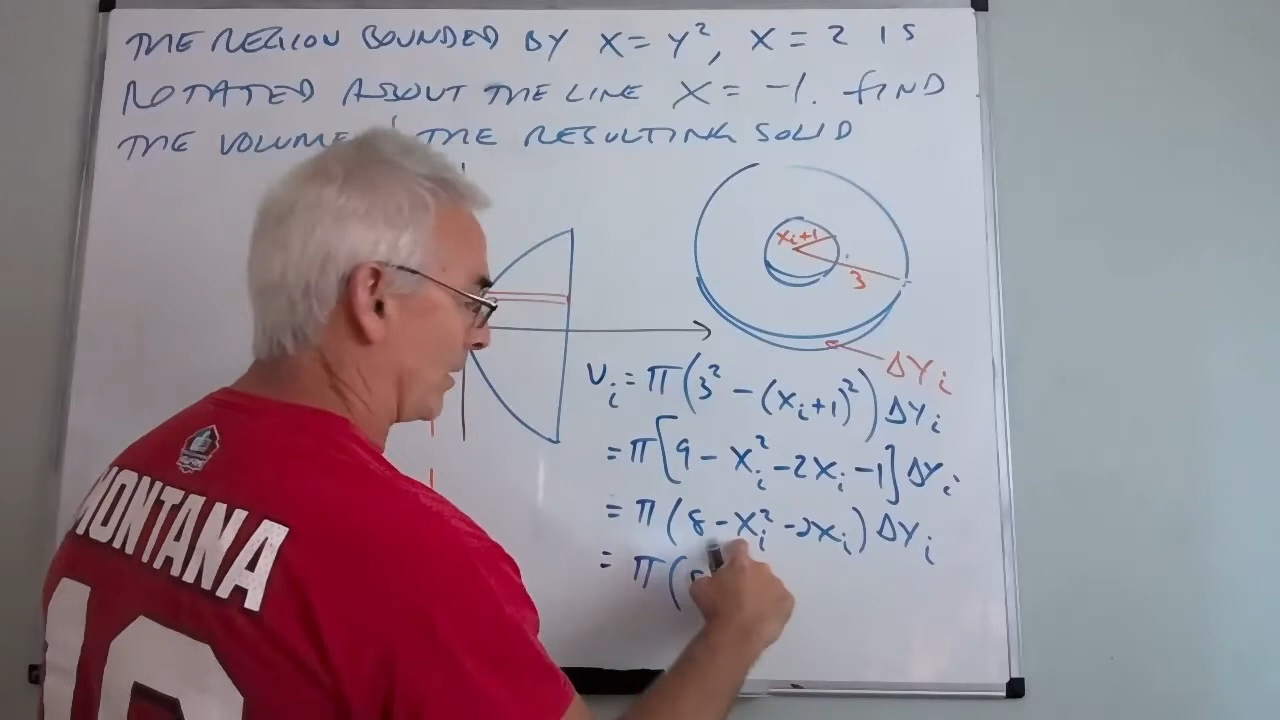 THE REGION BOUNDED BY X = Y², X = 2 IS
ROTATED ABOUT THE LINE X = -1. FIND
THE VOLUME THE RESULTING SOLID
Xi+1
3
ΔYi
Vi = π(3² - (Xi+1)²)ΔYi
= π[9 - Xi² - 2Xi - 1]ΔYi
= π(8 - Xi² - 2Xi)ΔYi
= π(
MONTANA